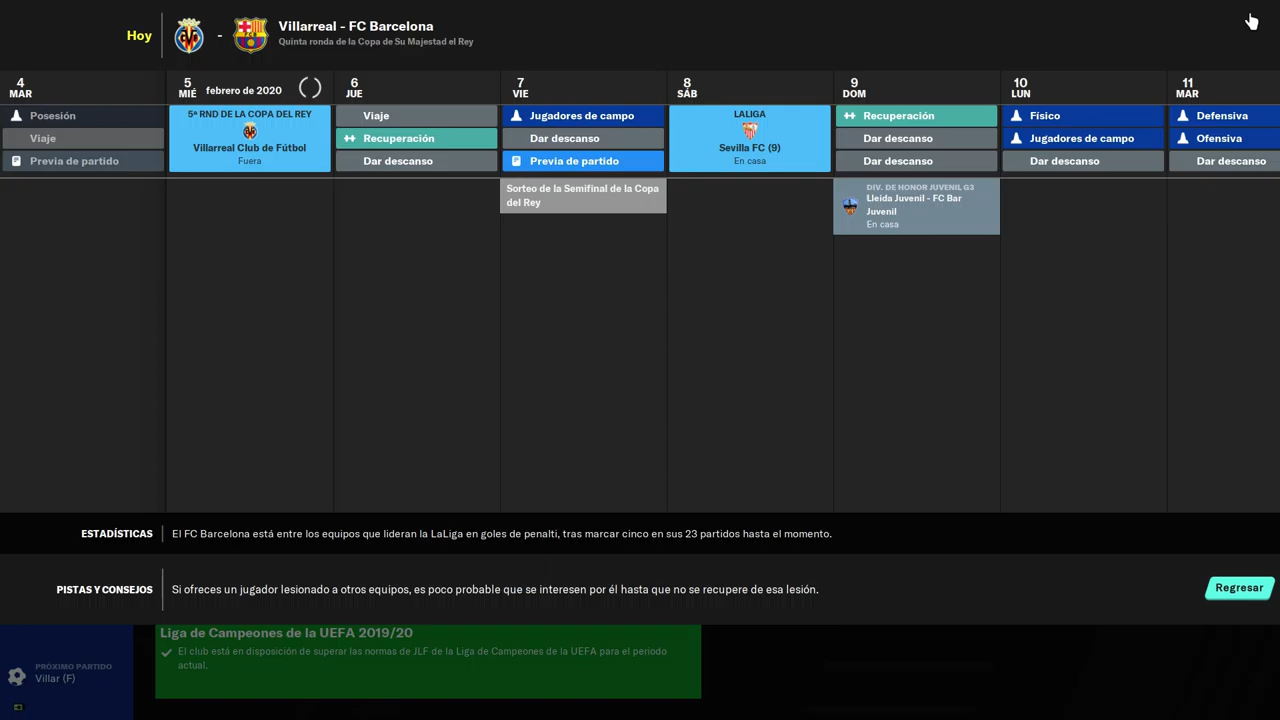 Hoy
-
Villarreal - FC Barcelona
Quinta ronda de la Copa de Su Majestad el Rey
4
MAR
5
MIÉ
febrero de 2020
6
JUE
7
VIE
8
SÁB
9
DOM
10
LUN
11
MAR
Posesión
Viaje
Previa de partido
5ª RND DE LA COPA DEL REY
Villarreal Club de Fútbol
Fuera
Viaje
Recuperación
Dar descanso
Jugadores de campo
Dar descanso
Previa de partido
Sorteo de la Semifinal de la Copa
del Rey
LALIGA
Sevilla FC (9)
En casa
Recuperación
Dar descanso
Dar descanso
DIV. DE HONOR JUVENIL G3
Lleida Juvenil - FC Bar
Juvenil
En casa
Físico
Jugadores de campo
Dar descanso
Defensiva
Ofensiva
Dar descanso
ESTADÍSTICAS
El FC Barcelona está entre los equipos que lideran la LaLiga en goles de penalti, tras marcar cinco en sus 23 partidos hasta el momento.
PISTAS Y CONSEJOS
Si ofreces un jugador lesionado a otros equipos, es poco probable que se interesen por él hasta que no se recupere de esa lesión.
Regresar
Liga de Campeones de la UEFA 2019/20
El club está en disposición de superar las normas de JLF de la Liga de Campeones de la UEFA para el periodo
actual.
PRÓXIMO PARTIDO
Villar (F)